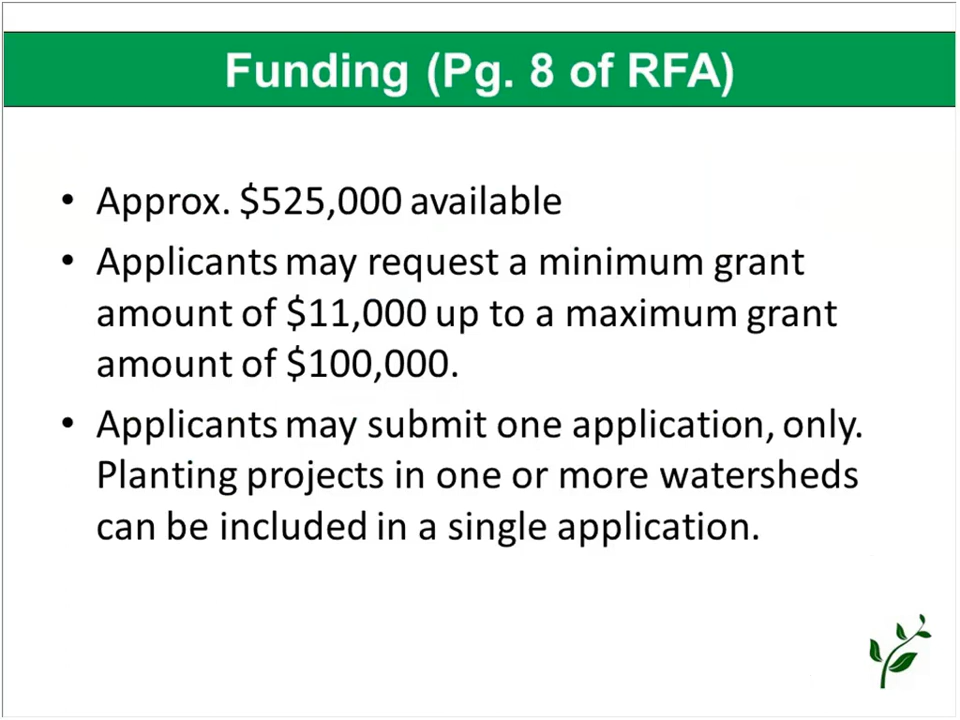 Funding (Pg. 8 of RFA)
• Approx. $525,000 available
• Applicants may request a minimum grant
amount of $11,000 up to a maximum grant
amount of $100,000.
• Applicants may submit one application, only.
Planting projects in one or more watersheds
can be included in a single application.